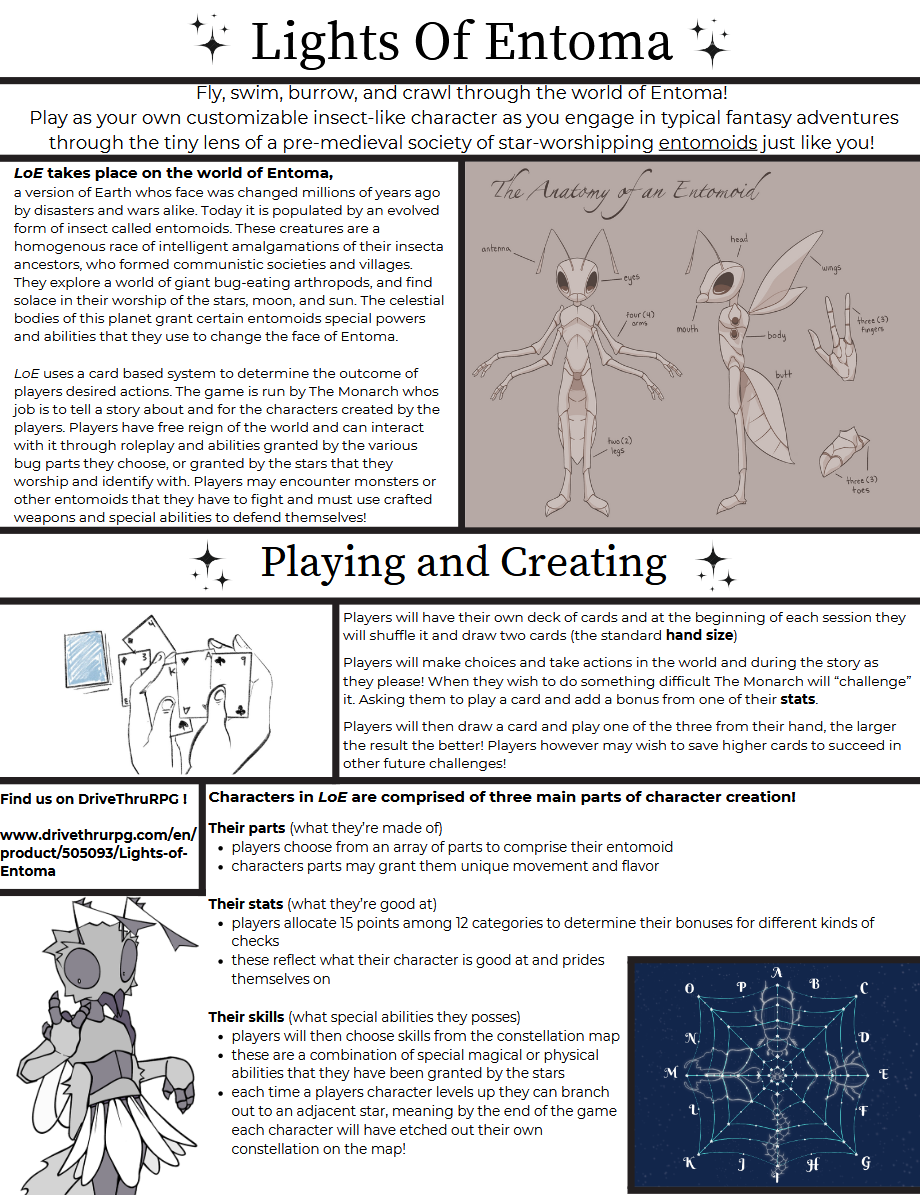 Lights Of Entoma
Fly, swim, burrow, and crawl through the world of Entoma!
Play as your own customizable insect-like character as you engage in typical fantasy adventures
through the tiny lens of a pre-medieval society of star-worshipping entomoids just like you!
LoE takes place on the world of Entoma,
a version of Earth whos face was changed millions of years ago
by disasters and wars alike. Today it is populated by an evolved
form of insect called entomoids. These creatures are a
homogenous race of intelligent amalgamations of their insecta
ancestors, who formed communistic societies and villages.
They explore a world of giant bug-eating arthropods, and find
solace in their worship of the stars, moon, and sun. The celestial
bodies of this planet grant certain entomoids special powers
and abilities that they use to change the face of Entoma.
LoE uses a card based system to determine the outcome of
players desired actions. The game is run by The Monarch whos
job is to tell a story about and for the characters created by the
players. Players have free reign of the world and can interact
with it through roleplay and abilities granted by the various
bug parts they choose, or granted by the stars that they
worship and identify with. Players may encounter monsters or
other entomoids that they have to fight and must use crafted
weapons and special abilities to defend themselves!
The Anatomy of an Entomoid
antenna
eyes
four (4)
arms
two (2)
legs
head
wings
mouth
body
butt
three (3)
fingers
three (3)
toes
Playing and Creating
4
3
K
A
9
A
Players will have their own deck of cards and at the beginning of each session they
will shuffle it and draw two cards (the standard hand size)
Players will make choices and take actions in the world and during the story as
they please! When they wish to do something difficult The Monarch will “challenge”
it. Asking them to play a card and add a bonus from one of their stats.
Players will then draw a card and play one of the three from their hand, the larger
the result the better! Players however may wish to save higher cards to succeed in
other future challenges!
Find us on DriveThruRPG !
www.drivethrurpg.com/en/
product/505093/Lights-of-
Entoma
Characters in LoE are comprised of three main parts of character creation!
Their parts (what they're made of)
• players choose from an array of parts to comprise their entomoid
• characters parts may grant them unique movement and flavor
Their stats (what they're good at)
• players allocate 15 points among 12 categories to determine their bonuses for different kinds of
checks
• these reflect what their character is good at and prides
themselves on
Their skills (what special abilities they posses)
• players will then choose skills from the constellation map
• these are a combination of special magical or physical
abilities that they have been granted by the stars
• each time a players character levels up they can branch
out to an adjacent star, meaning by the end of the game
each character will have etched out their own
constellation on the map!
A
B
C
D
E
F
G
H
I
J
K
L
M
N
O
P